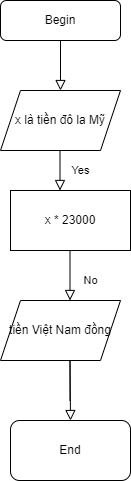 Begin
x là tiền đô la Mỹ
Yes
x * 23000
No
tiền Việt Nam đồng
End